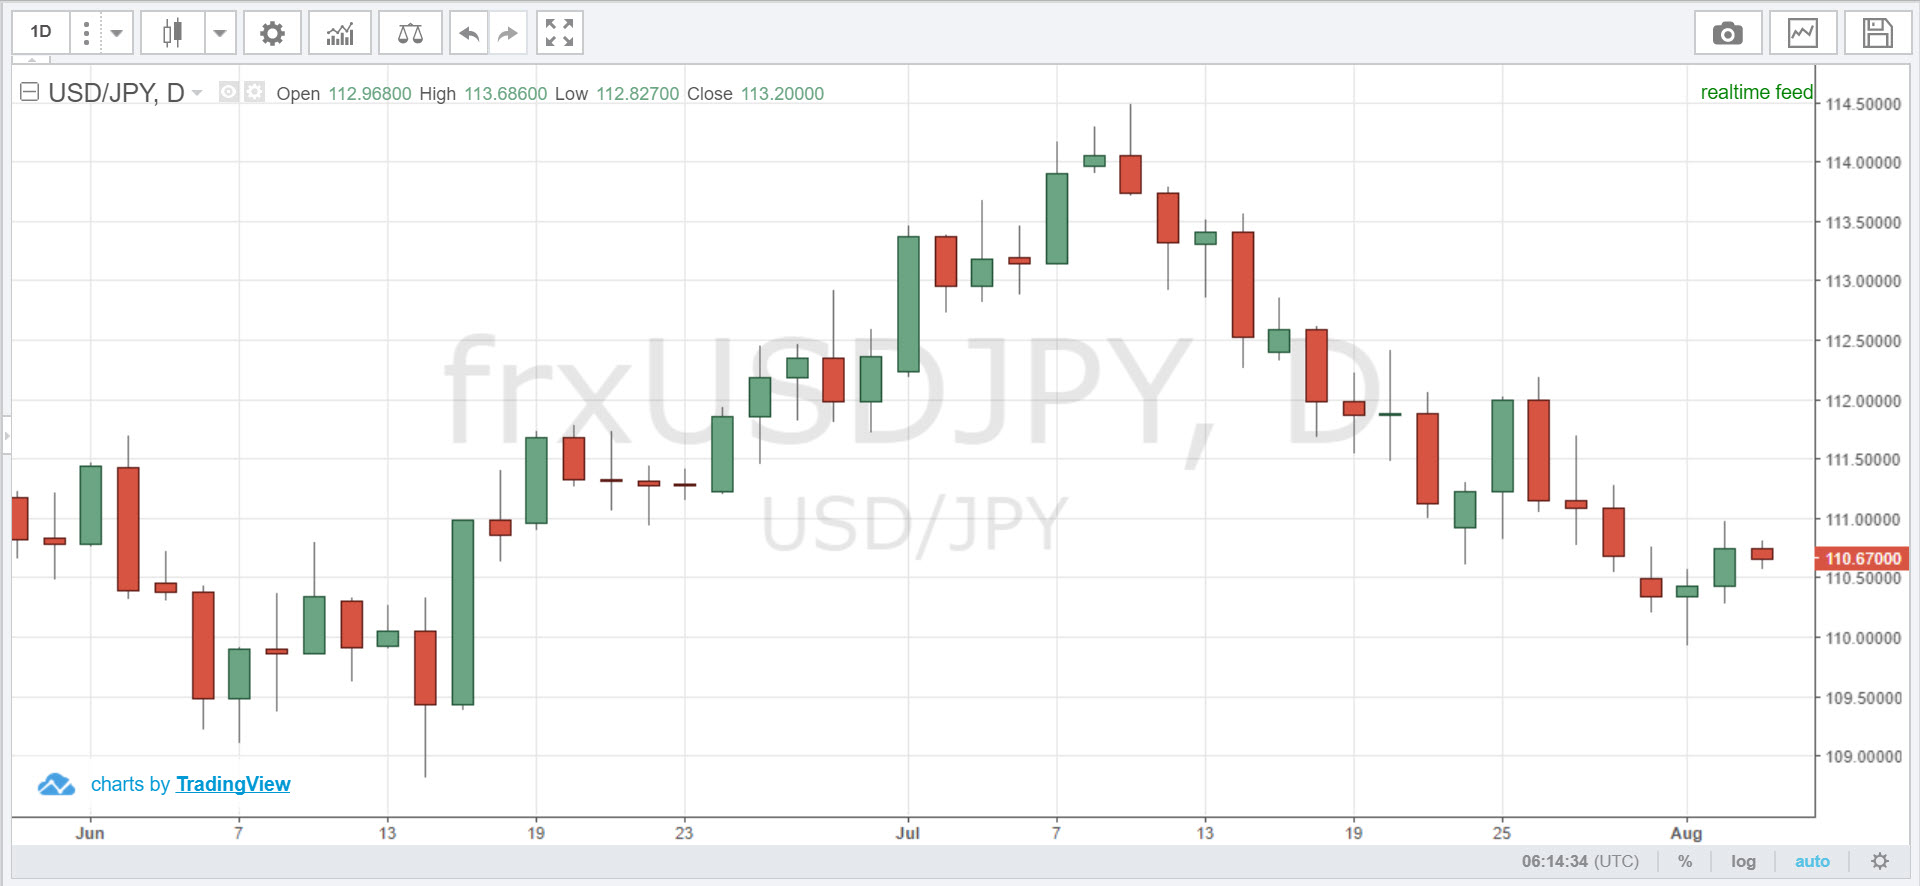 1D
USD/JPY, D Open 112.96800 High 113.68600 Low 112.82700 Close 113.20000
realtime feed
114.50000
114.00000
113.50000
113.00000
112.50000
112.00000
111.50000
111.00000
110.67000
110.50000
110.00000
109.50000
109.00000
frxUSDJPY, D
USD/JPY
charts by TradingView
Jun 7 13 19 23 Jul 7 13 19 25 Aug
06:14:34 (UTC) % log auto